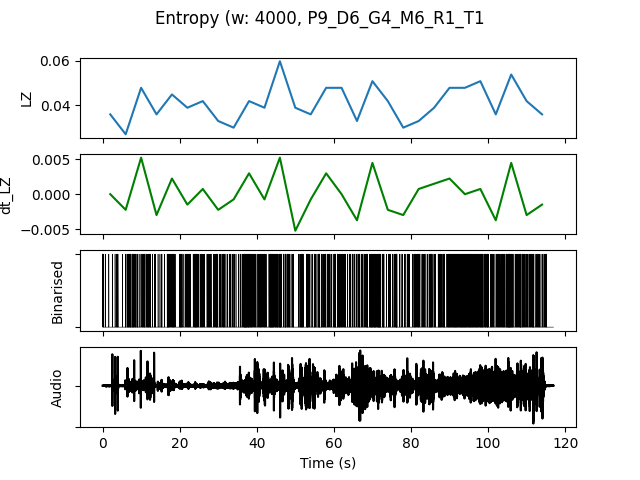 Entropy (w: 4000, P9_D6_G4_M6_R1_T1
0.06
0.04
LZ
0.005
0.000
−0.005
dt_LZ
Binarised
Audio
0 20 40 60 80 100 120
Time (s)